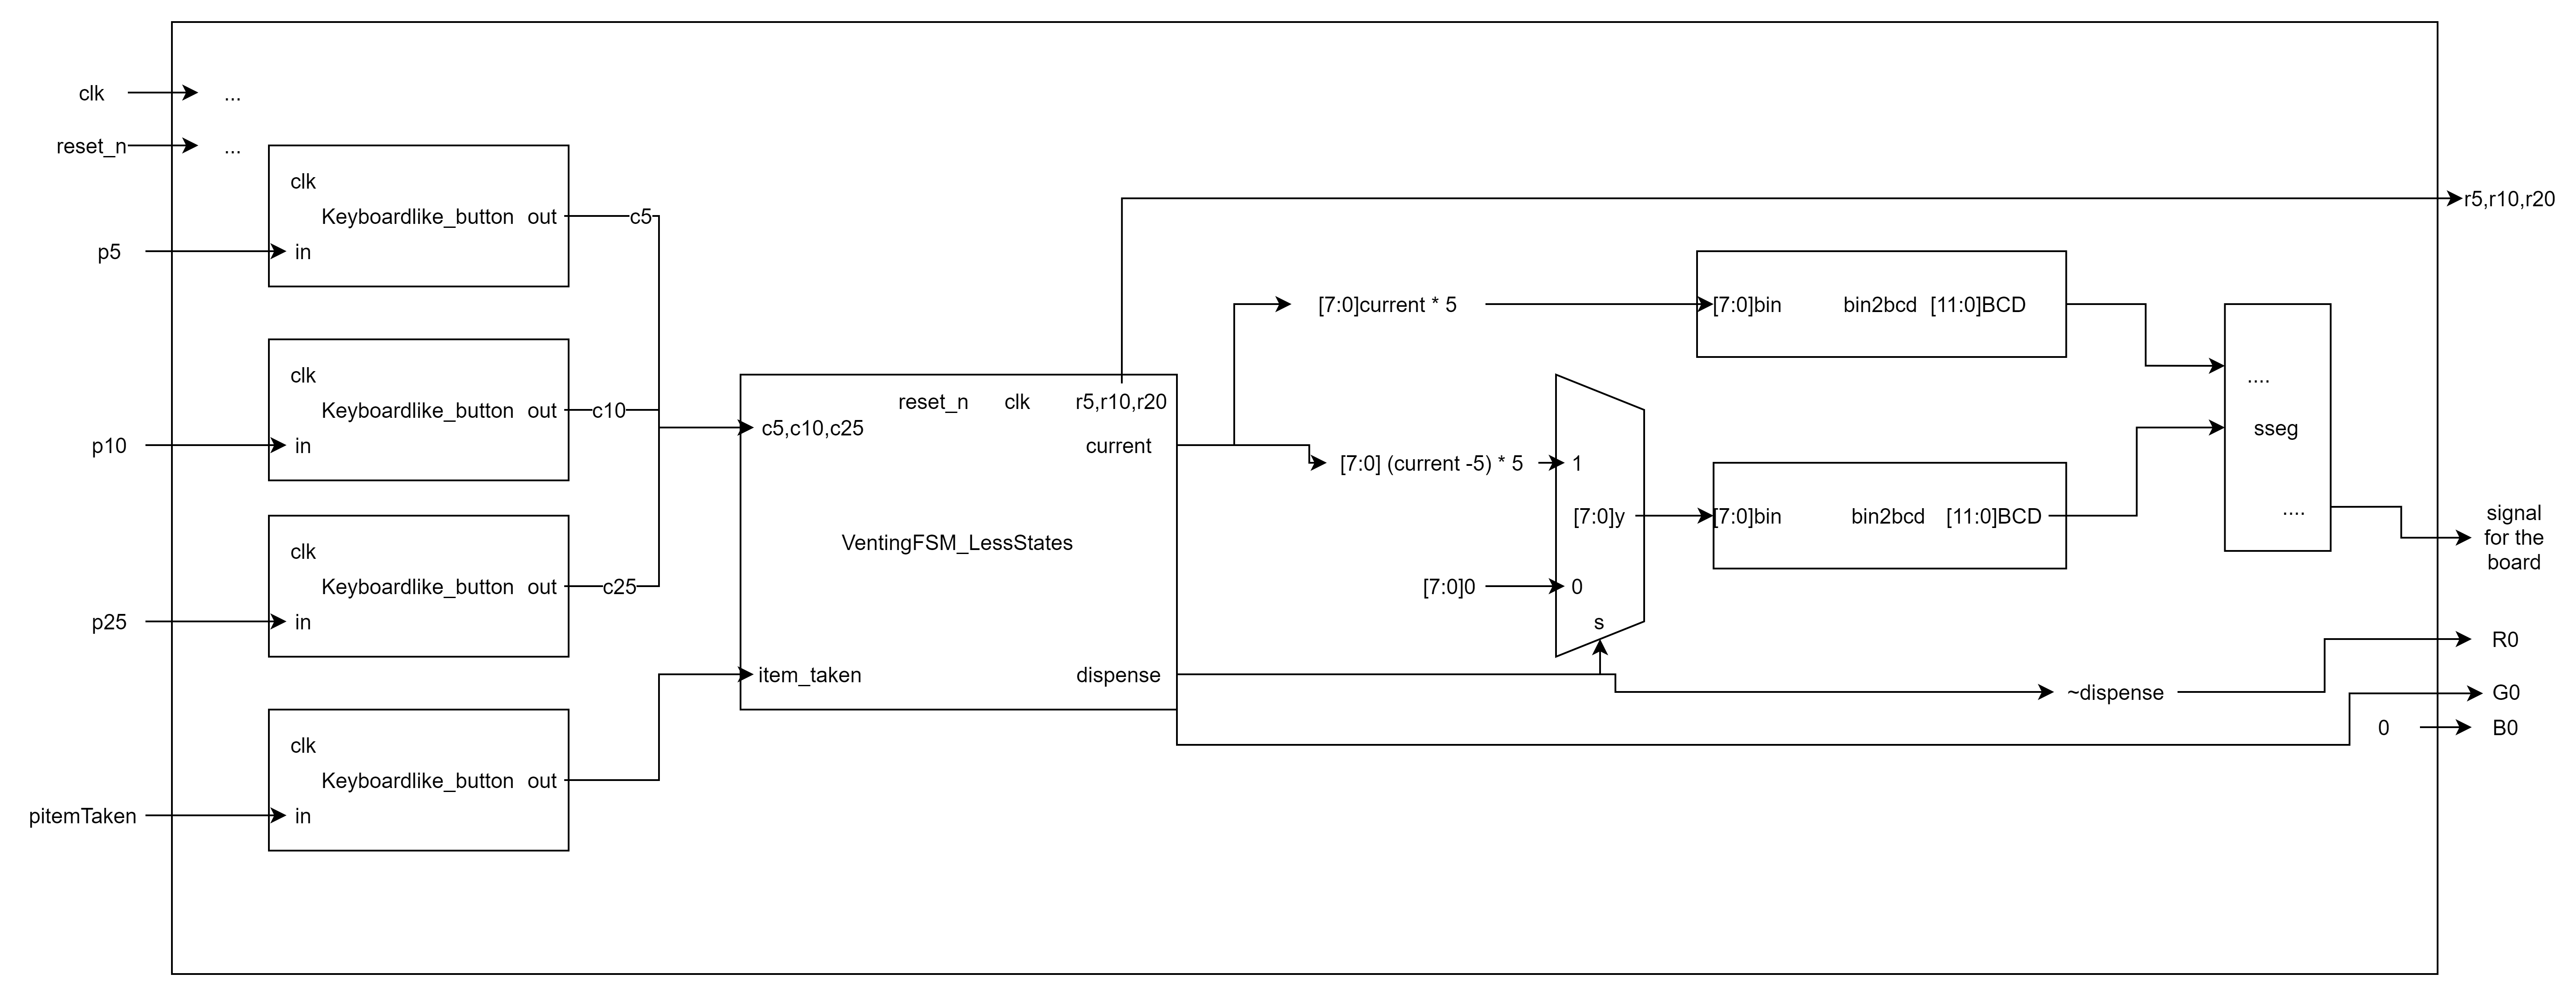 clk
...
reset_n
...
clk
Keyboardlike_button out
c5
p5
in
clk
Keyboardlike_button out
c10
p10
in
clk
Keyboardlike_button out
c25
p25
in
clk
Keyboardlike_button out
pitemTaken
in
reset_n clk r5,r10,r20
c5,c10,c25
current
VentingFSM_LessStates
item_taken
dispense
[7:0]current * 5
[7:0] (current -5) * 5
1
[7:0]y
[7:0]0
0
s
[7:0]bin bin2bcd [11:0]BCD
[7:0]bin bin2bcd [11:0]BCD
....
sseg
....
~dispense
0
r5,r10,r20
signal
for the
board
R0
G0
B0